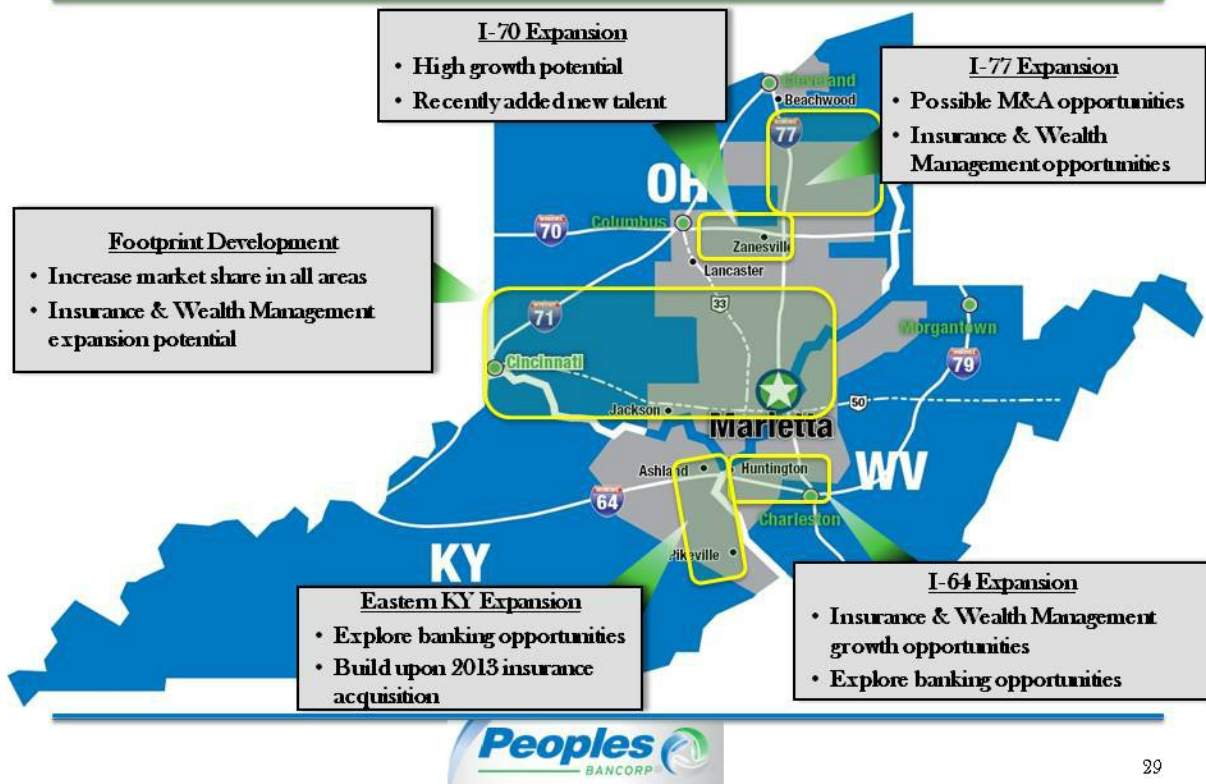 I-70 Expansion
• High growth potential
• Recently added new talent
I-77 Expansion
• Possible M&A opportunities
• Insurance & Wealth
Management opportunities
Footprint Development
• Increase market share in all areas
• Insurance & Wealth Management
expansion potential
Cleveland
Beachwood
77
OH
Columbus
70
Zanesville
Lancaster
33
71
Morgantown
Cincinnati
79
50
Jackson
Marietta
Ashland
Huntington
WV
64
Charleston
Pikeville
KY
Eastern KY Expansion
• Explore banking opportunities
• Build upon 2013 insurance
acquisition
I-64 Expansion
• Insurance & Wealth Management
growth opportunities
• Explore banking opportunities
Peoples
BANCORP
29